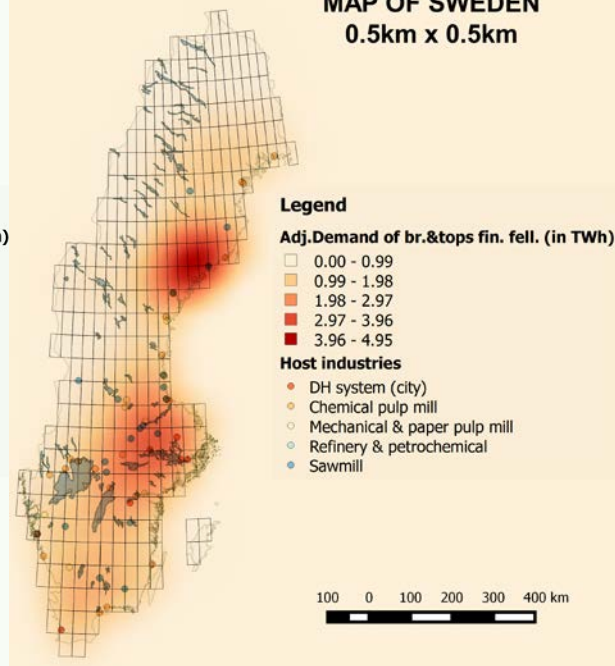 MAP OF SWEDEN
0.5km x 0.5km
)
Legend
Adj.Demand of br.&tops fin. fell. (in TWh)
0.00 - 0.99
0.99 - 1.98
1.98 - 2.97
2.97 - 3.96
3.96 - 4.95
Host industries
DH system (city)
Chemical pulp mill
Mechanical & paper pulp mill
Refinery & petrochemical
Sawmill
100 0 100 200 300 400 km